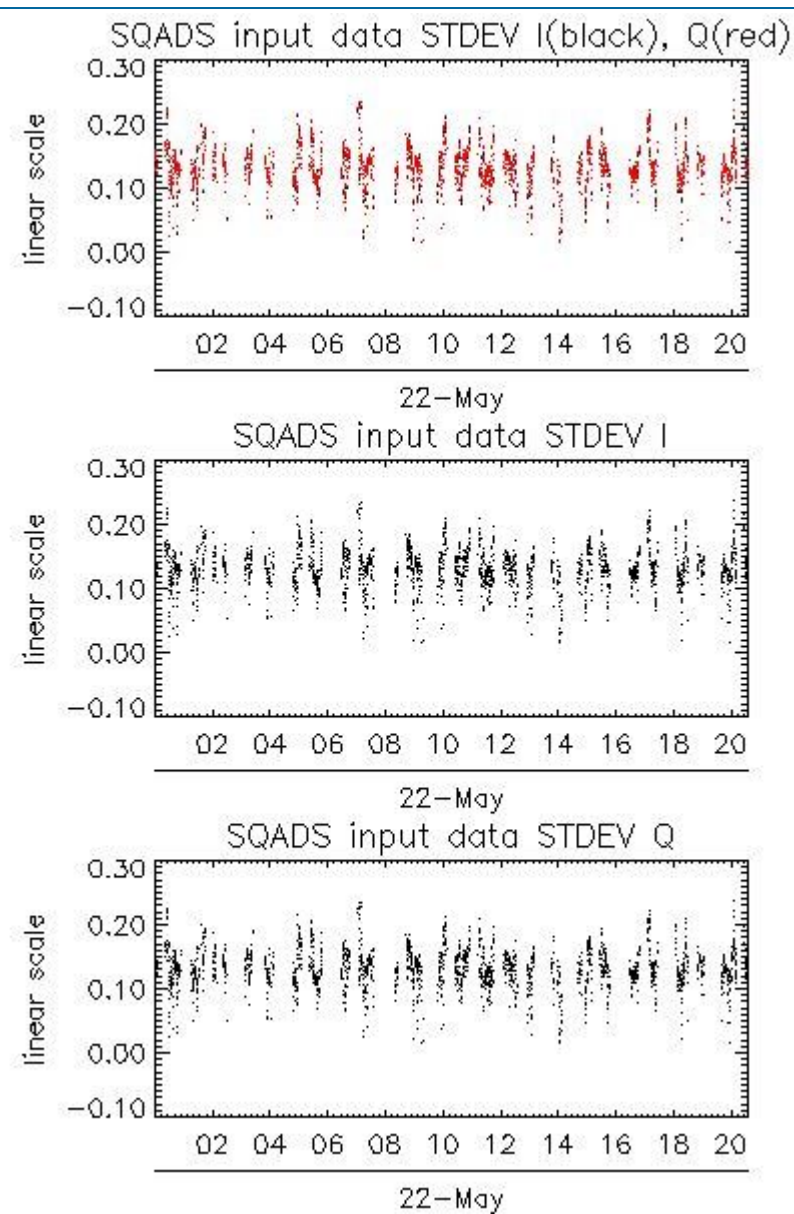 SQADS input data STDEV I(black), Q(red)
0.30
0.20
0.10
0.00
-0.10
linear scale
02 04 06 08 10 12 14 16 18 20
22-May
SQADS input data STDEV I
0.30
0.20
0.10
0.00
-0.10
linear scale
02 04 06 08 10 12 14 16 18 20
22-May
SQADS input data STDEV Q
0.30
0.20
0.10
0.00
-0.10
linear scale
02 04 06 08 10 12 14 16 18 20
22-May